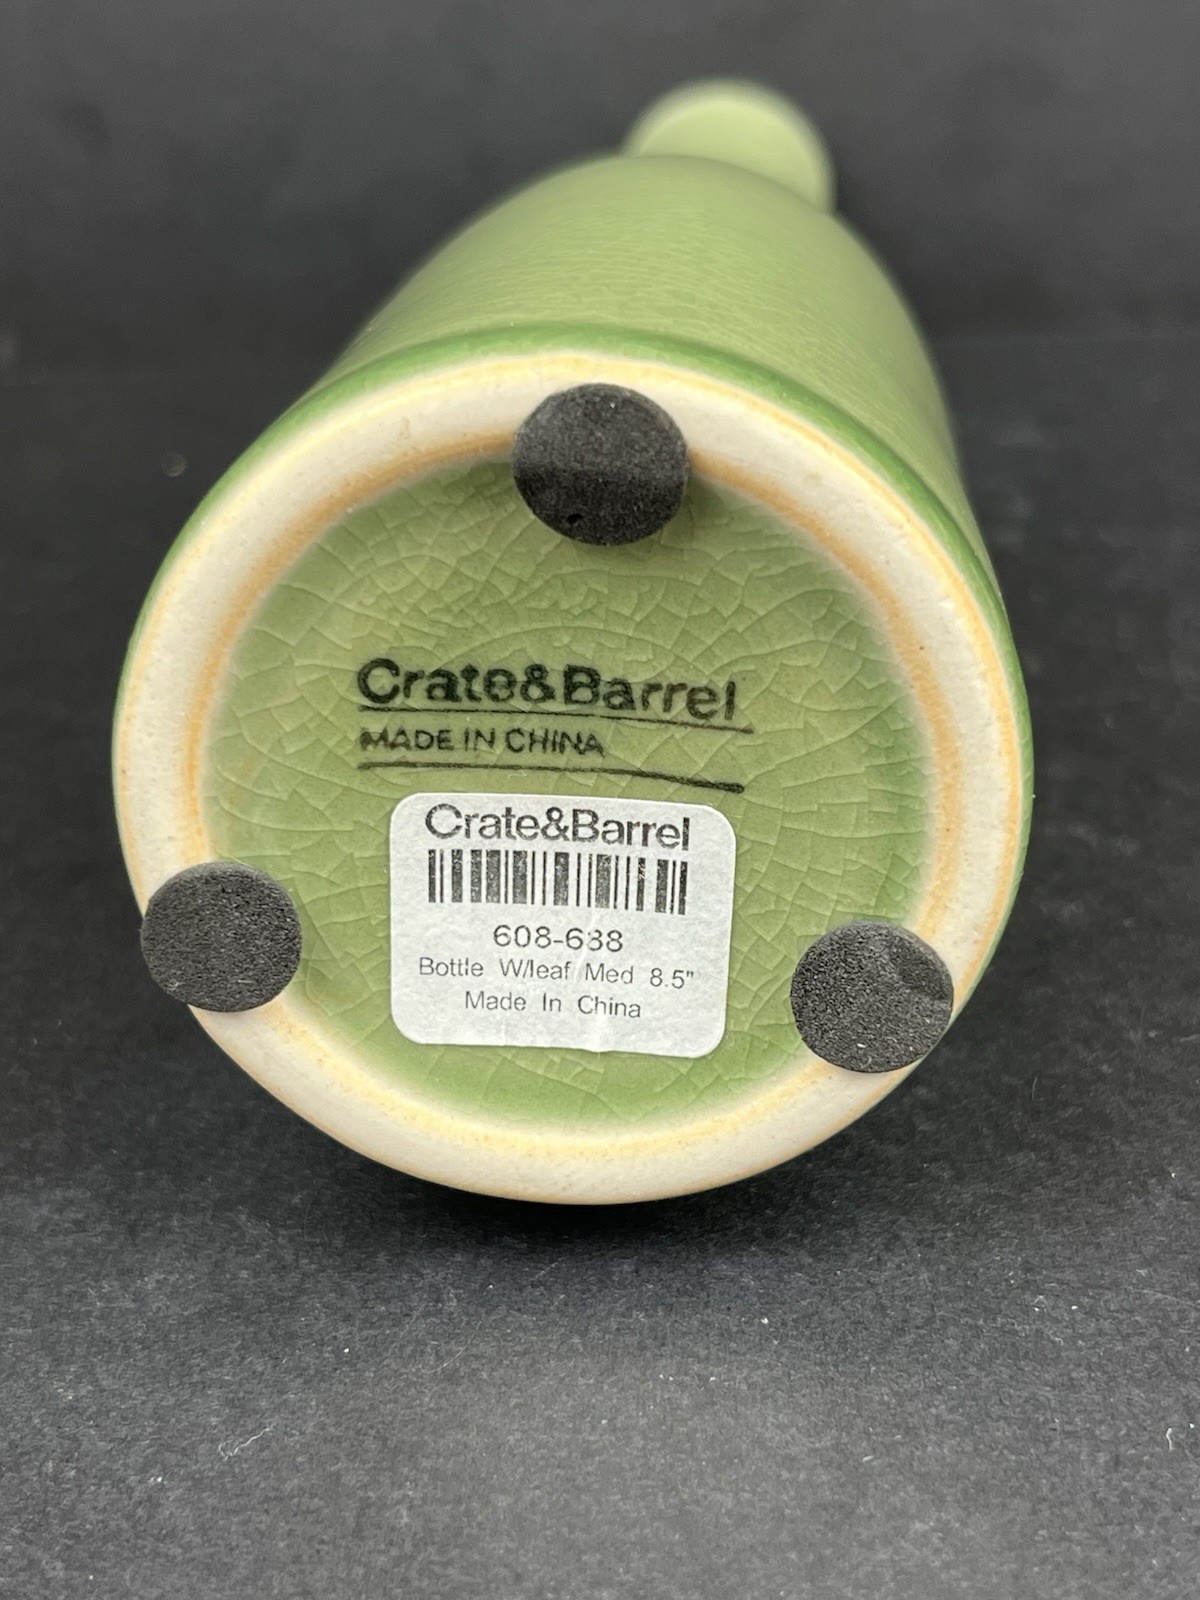 Crate&Barrel
MADE IN CHINA
Crate&Barrel
608-638
Bottle W/leaf Med 8.5"
Made In China